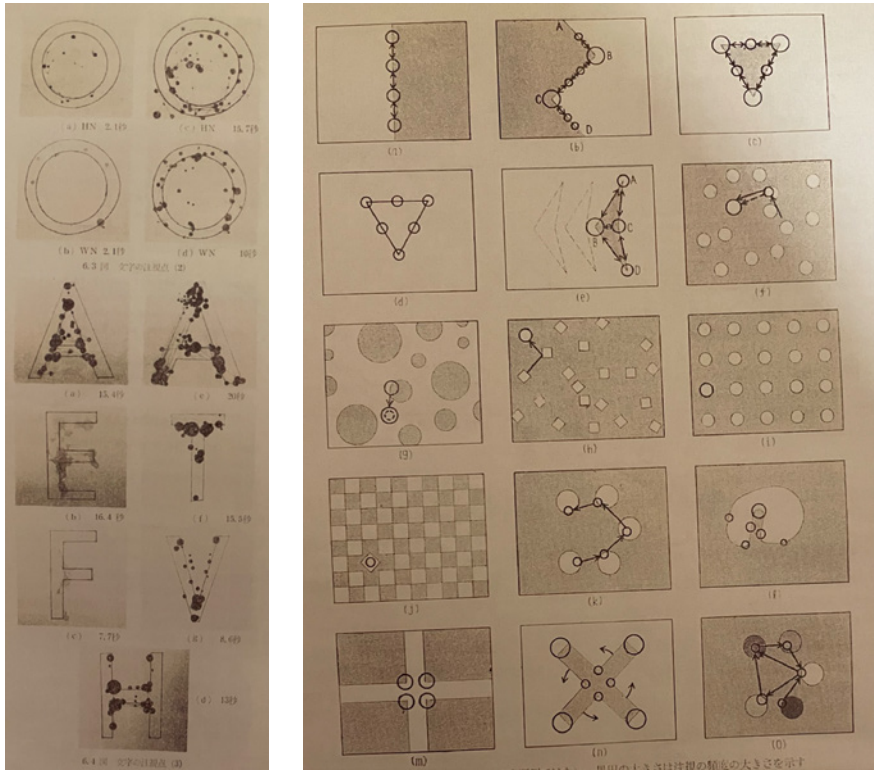 (a) HN 2.1秒
(c) HN 15.7秒
(b) WN 2.1秒
(d) WN 10秒
6.3図 文字の注視点 (2)
(a) 15.4秒
(e) 20秒
(b) 16.4秒
(f) 15.5秒
(c) 7.7秒
(g) 8.6秒
(d) 15秒
6.4図 文字の注視点 (3)
(a)
(b)
(c)
A
B
C
D
(d)
(e)
(f)
A
B
C
D
(g)
(h)
(i)
(j)
(k)
(l)
(m)
(n)
(o)
の大きさは注視の頻度の大きさを示す